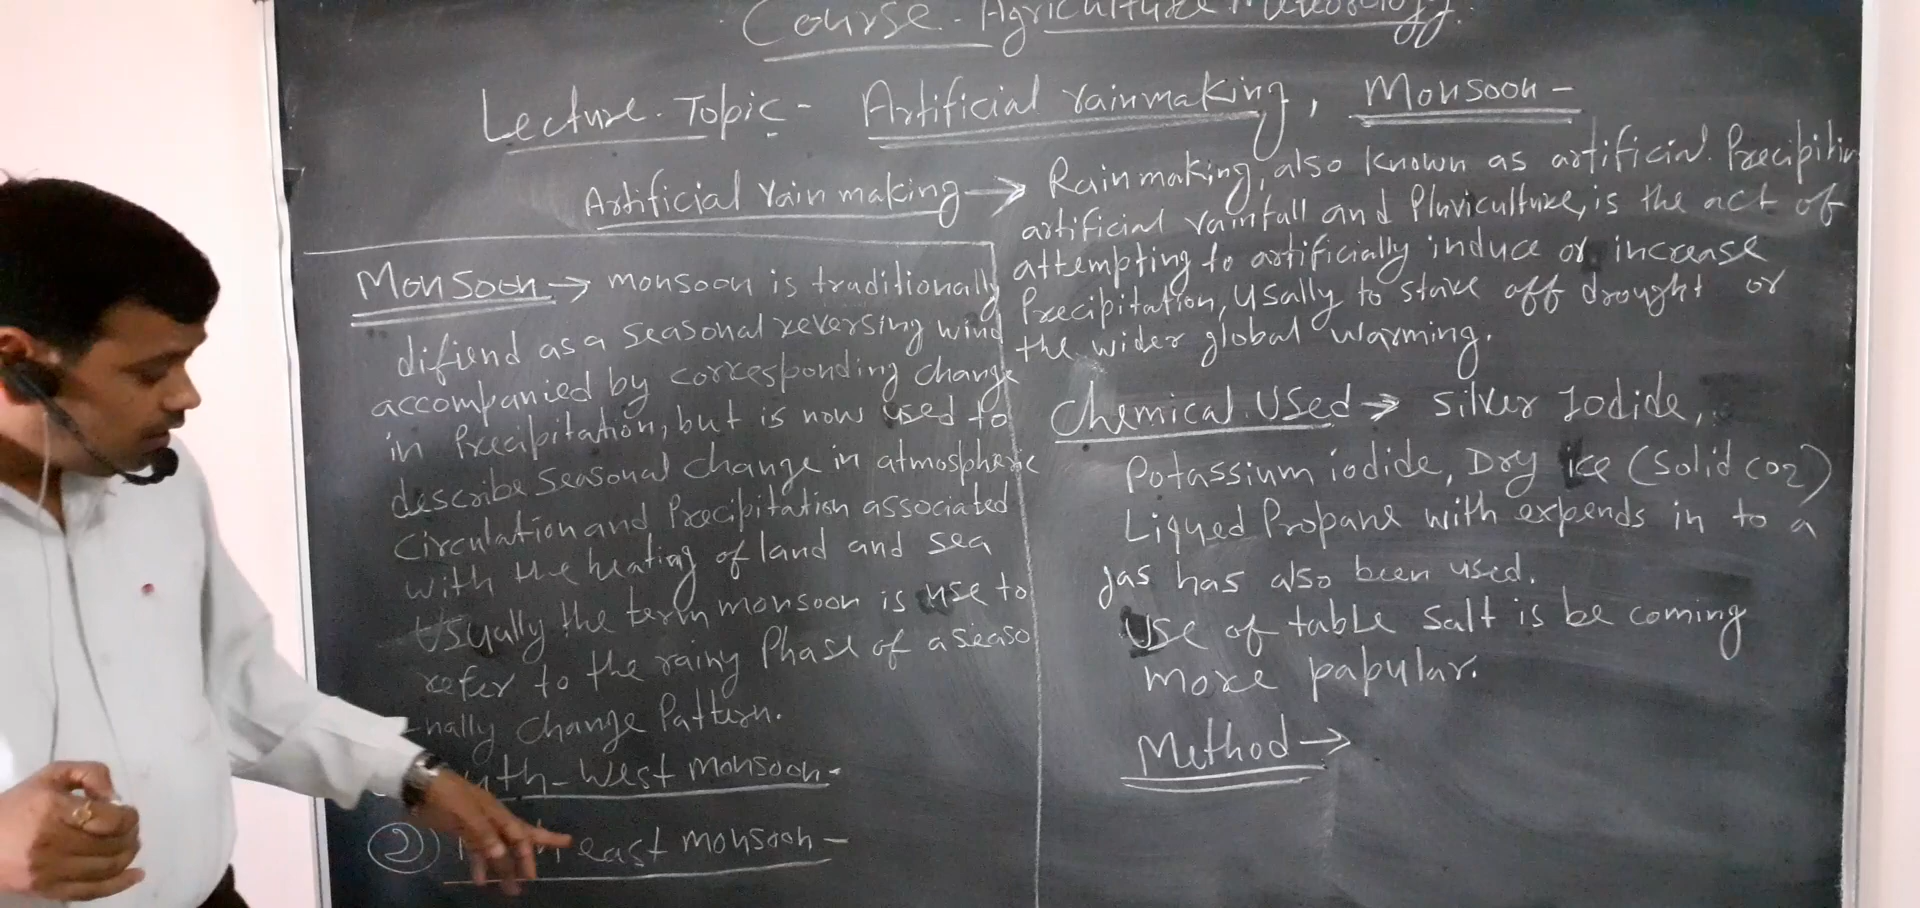 Course - Agriculture Meteorology.
Lecture. Topic - Artificial rainmaking, Monsoon -
Artificial rain making → Rainmaking, also known as artificial. Precipitin
artificial rainfall and Pluviculture, is the act of
attempting to artificially induce or increase
Precipitation, usally to stave off drought or
the wider global warming.
Chemical. Used → Silver Iodide,
Potassium iodide, Dry ice (Solid CO2)
Liqued Propane with expends in to a
gas has also been used.
Use of table salt is be coming
more papular.
Method →
Monsoon → monsoon is traditionally
difiend as a seasonal reversing wind
accompanied by corresponding change
in Precipitation, but is now used to
describe seasonal change in atmospheric
Circulation and Precipitation associated
with the heating of land and sea
Usually the term monsoon is use to
refer to the rainy Phase of a seaso
-nally change Pattern.
-West monsoon -
② east monsoon -